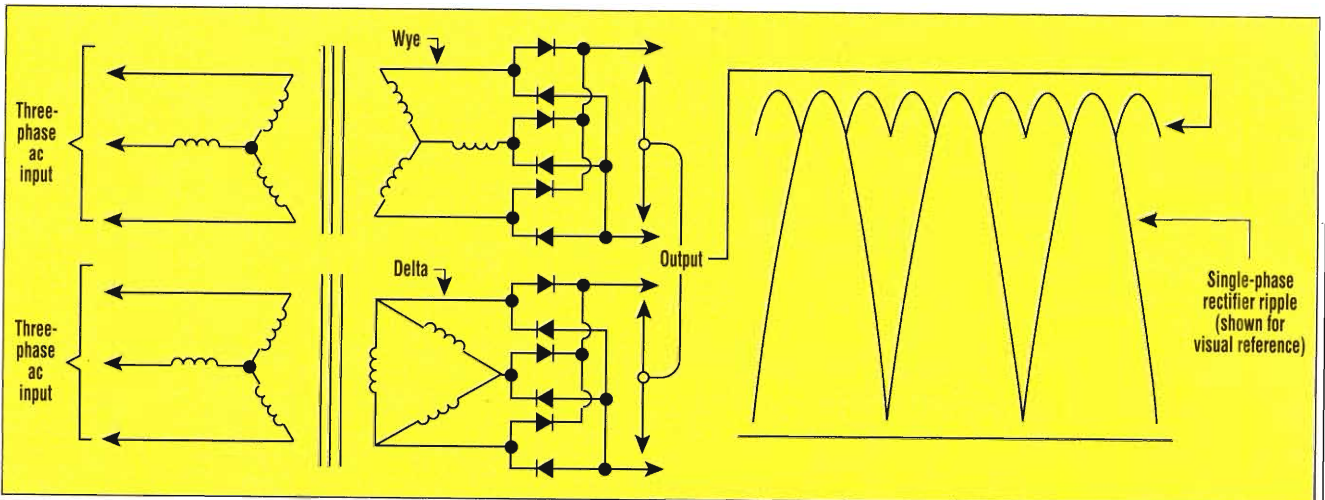 Wye
Three-
phase
ac
input
Output
Delta
Three-
phase
ac
input
Single-phase
rectifier ripple
(shown for
visual reference)